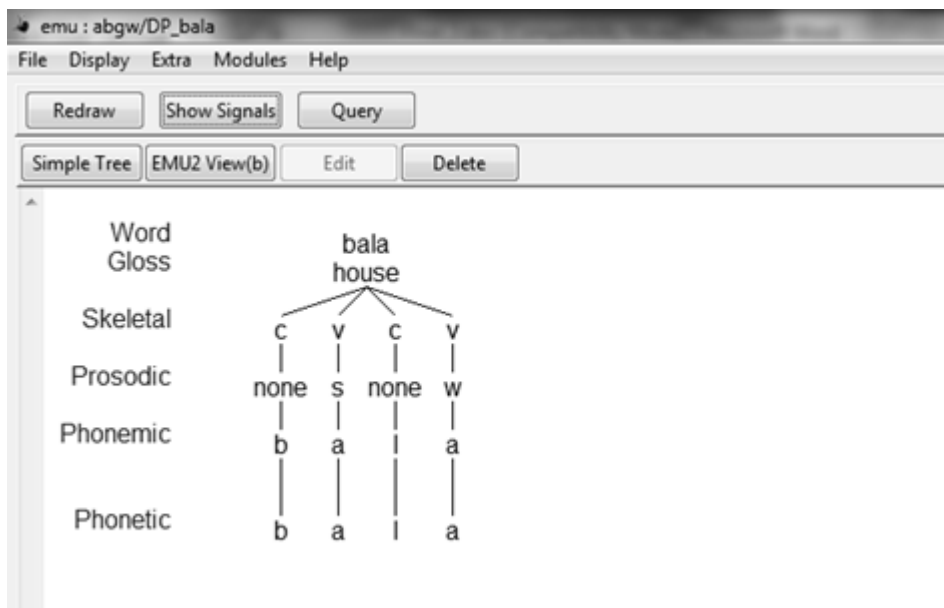 emu : abgw/DP_bala
File Display Extra Modules Help
Redraw Show Signals Query
Simple Tree EMU2 View(b) Edit Delete
Word bala
Gloss house
Skeletal c v c v
Prosodic none s none w
Phonemic b a l a
Phonetic b a l a